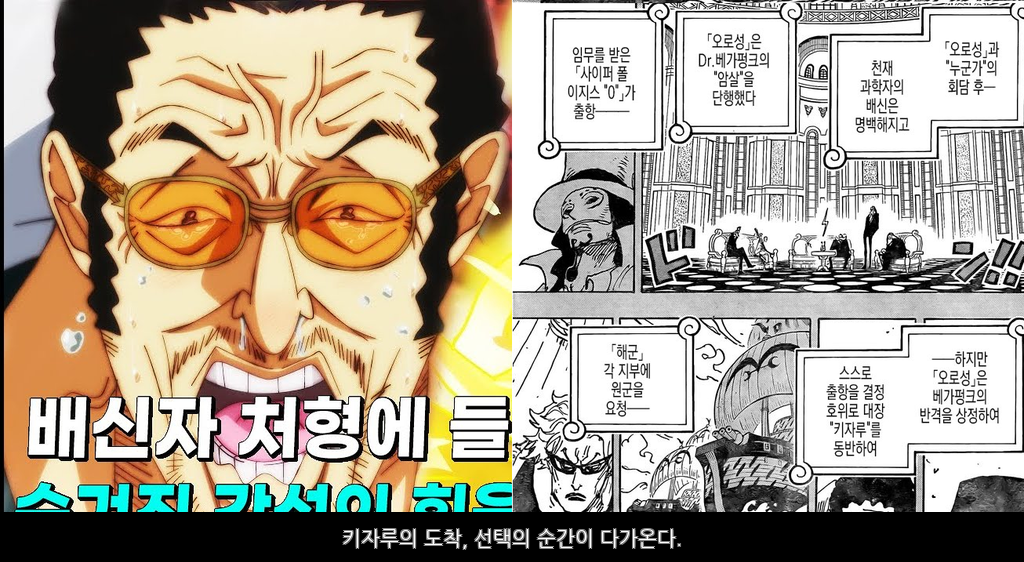 배신자 처형에 들
임무를 받은
「사이퍼 폴
이지스 "0"」가
출항───
「오로성」은
Dr.베가펑크의
"암살"을
단행했다
천재
과학자의
배신은
명백해지고
「오로성」과
"누군가"의
회담 후─
「해군」
각 지부에
원군을
요청──
스스로
출항을 결정
호위로 대장
"키자루"를
동반하여
──하지만
「오로성」은
베가펑크의
반격을 상정하여
키자루의 도착, 선택의 순간이 다가온다.